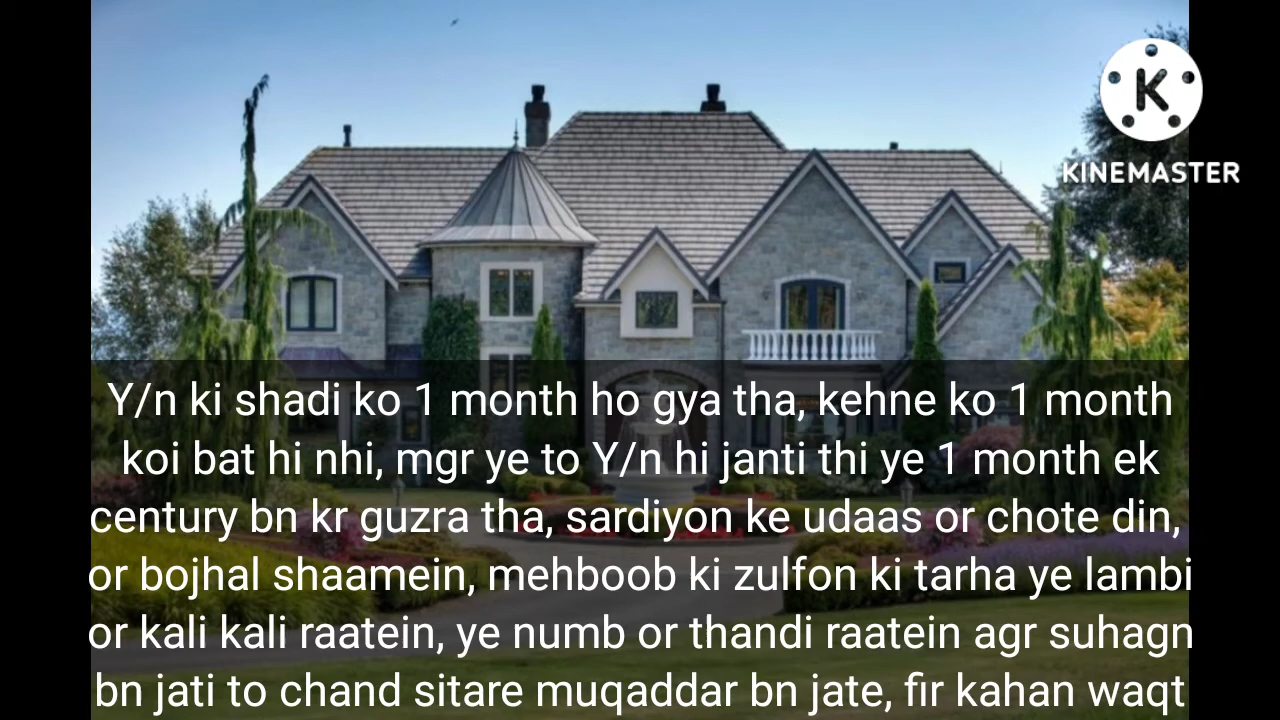 K
KINEMASTER
Y/n ki shadi ko 1 month ho gya tha, kehne ko 1 month
koi bat hi nhi, mgr ye to Y/n hi janti thi ye 1 month ek
century bn kr guzra tha, sardiyon ke udaas or chote din,
or bojhal shaamein, mehboob ki zulfon ki tarha ye lambi
or kali kali raatein, ye numb or thandi raatein agr suhagn
bn jati to chand sitare muqaddar bn jate, fir kahan waqt